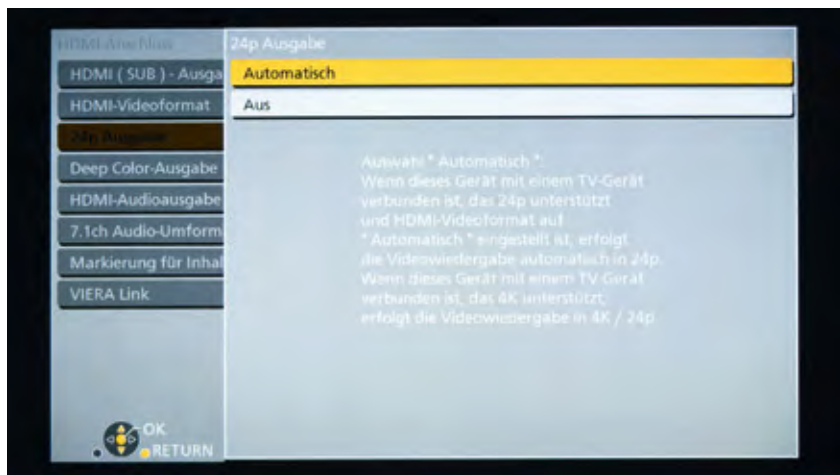 HDMI-Anschluss
24p Ausgabe
HDMI ( SUB ) - Ausga
HDMI-Videoformat
24p Ausgabe
Deep Color-Ausgabe
HDMI-Audioausgabe
7.1ch Audio-Umform
Markierung für Inhal
VIERA Link
Automatisch
Aus
Auswahl " Automatisch ":
Wenn dieses Gerät mit einem TV-Gerät
verbunden ist, das 24p unterstützt
und HDMI-Videoformat auf
" Automatisch " eingestellt ist, erfolgt
die Videowiedergabe automatisch in 24p.
Wenn dieses Gerät mit einem TV-Gerät
verbunden ist, das 4K unterstützt,
erfolgt die Videowiedergabe in 4K / 24p.
OK
RETURN